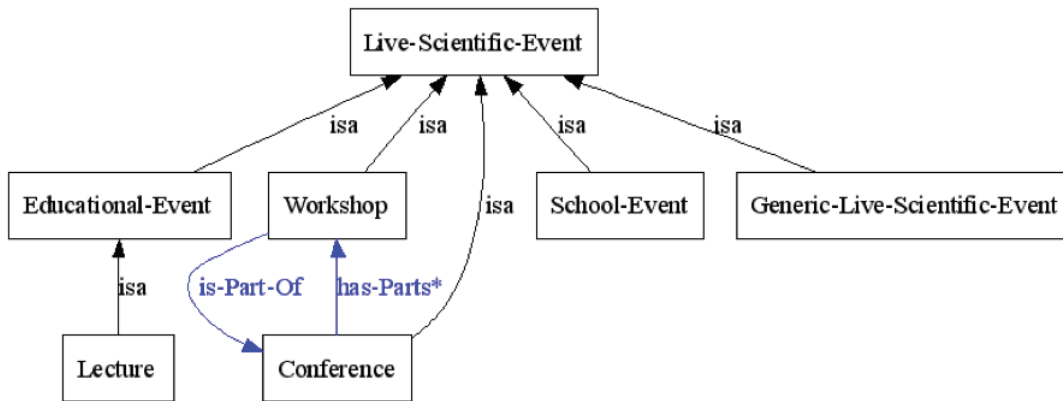 Live-Scientific-Event
isa
isa
isa
isa
Educational-Event
Workshop
isa
School-Event
Generic-Live-Scientific-Event
isa
is-Part-Of
has-Parts*
Lecture
Conference